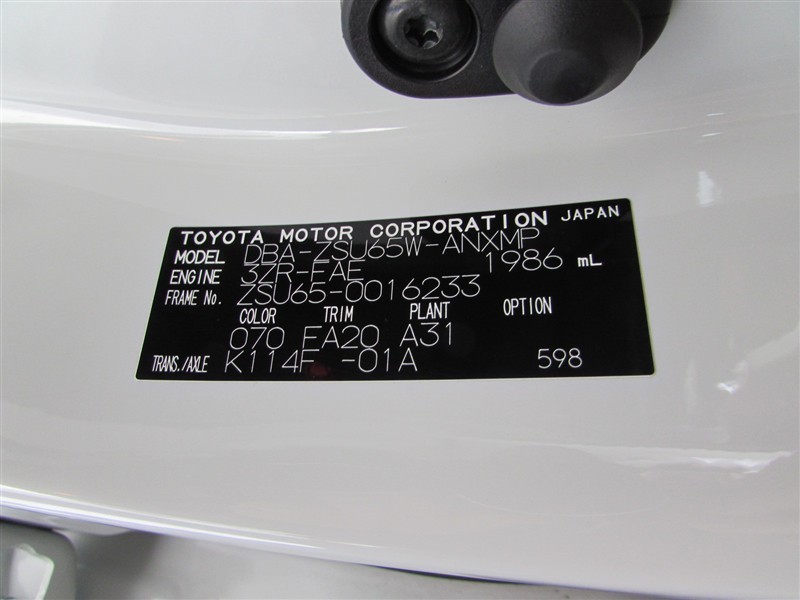 TOYOTA MOTOR CORPORATION JAPAN
MODEL DBA-ZSU65W-ANXMP
ENGINE 3ZR-FAE 1986 mL
FRAME No. ZSU65-0016233
COLOR TRIM PLANT OPTION
070 FA20 A31
TRANS./AXLE K114F -01A 598